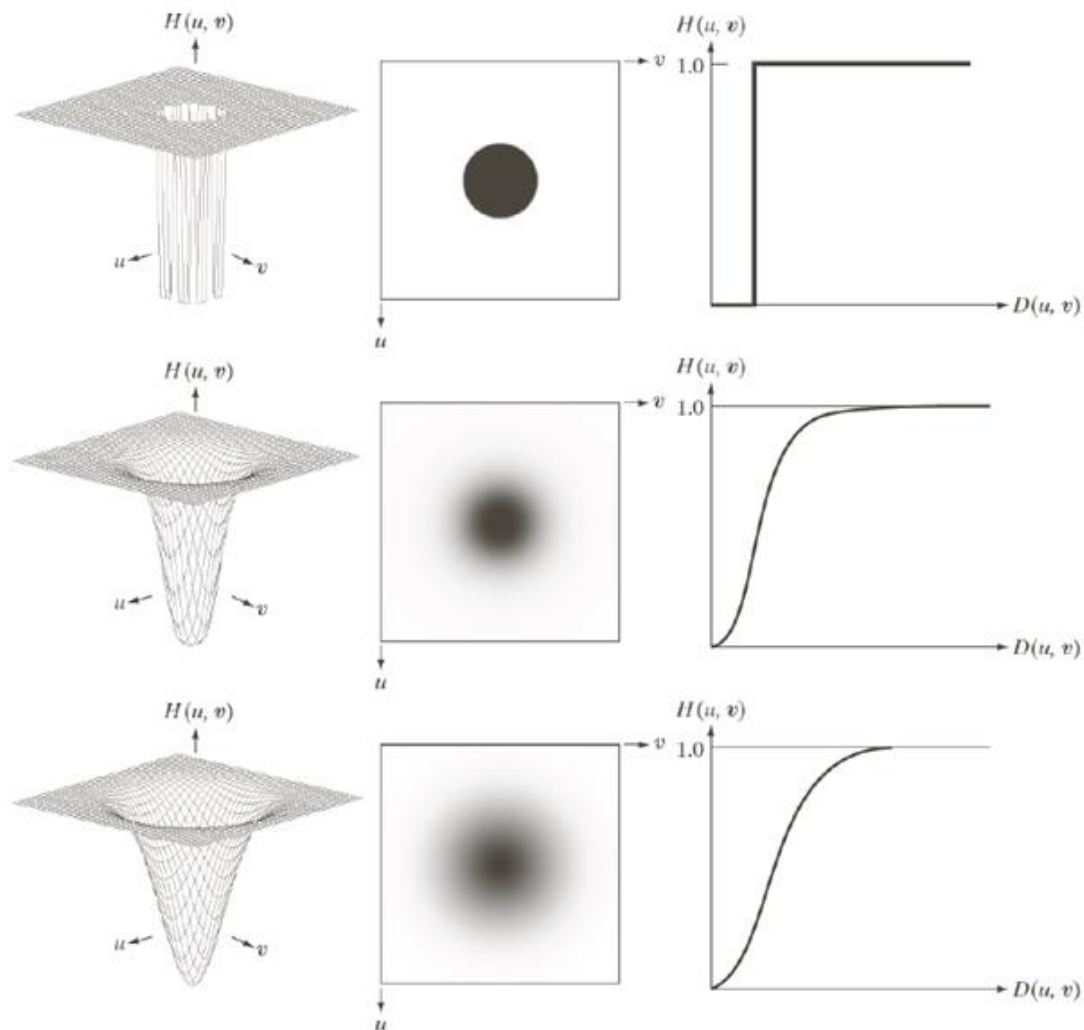 H(u, v)
v
H(u, v)
1.0
u
v
D(u, v)
u
H(u, v)
v
H(u, v)
1.0
u
v
D(u, v)
u
H(u, v)
v
H(u, v)
1.0
u
v
D(u, v)
u